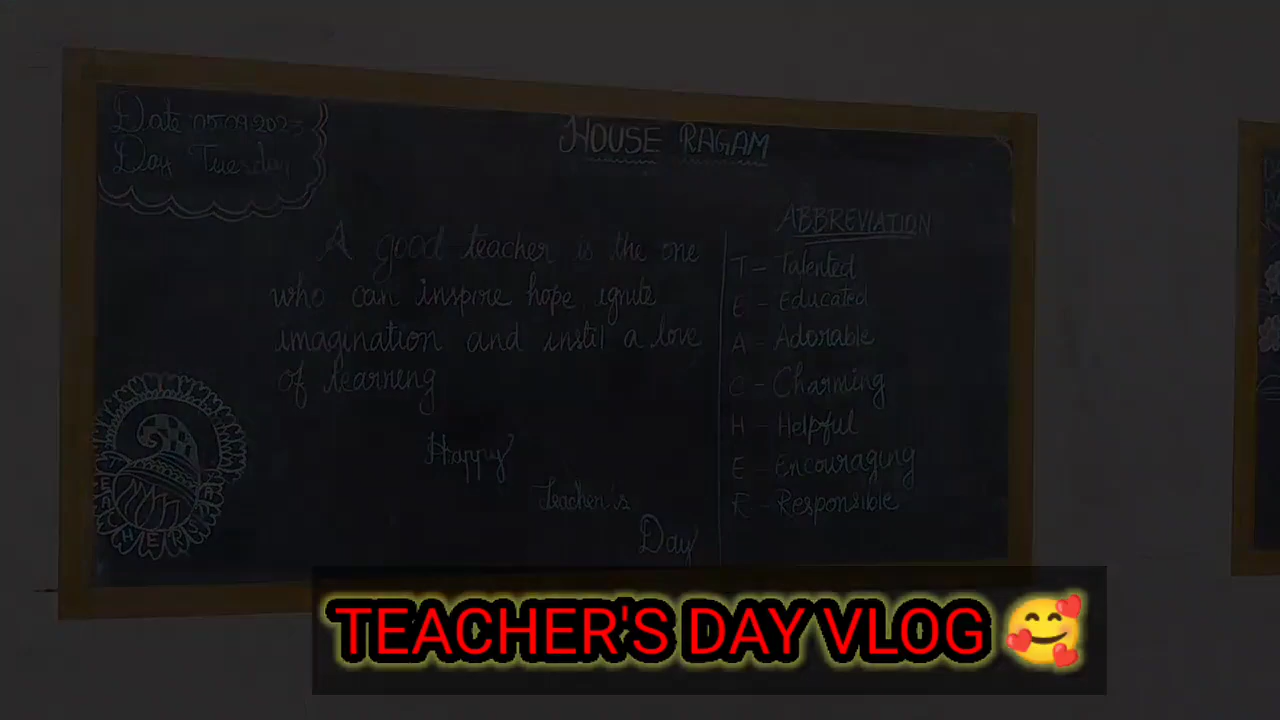 Date 05.09.2023
Day Tuesday
HOUSE RAGAM
A good teacher is the one
who can inspire hope ignite
imagination and instil a love
of learning
Happy
Teacher's
Day
ABBREVIATION
T - Talented
E - Educated
A - Adorable
C - Charming
H - Helpful
E - Encouraging
R - Responsible
TEACHER'S DAY VLOG 🥰